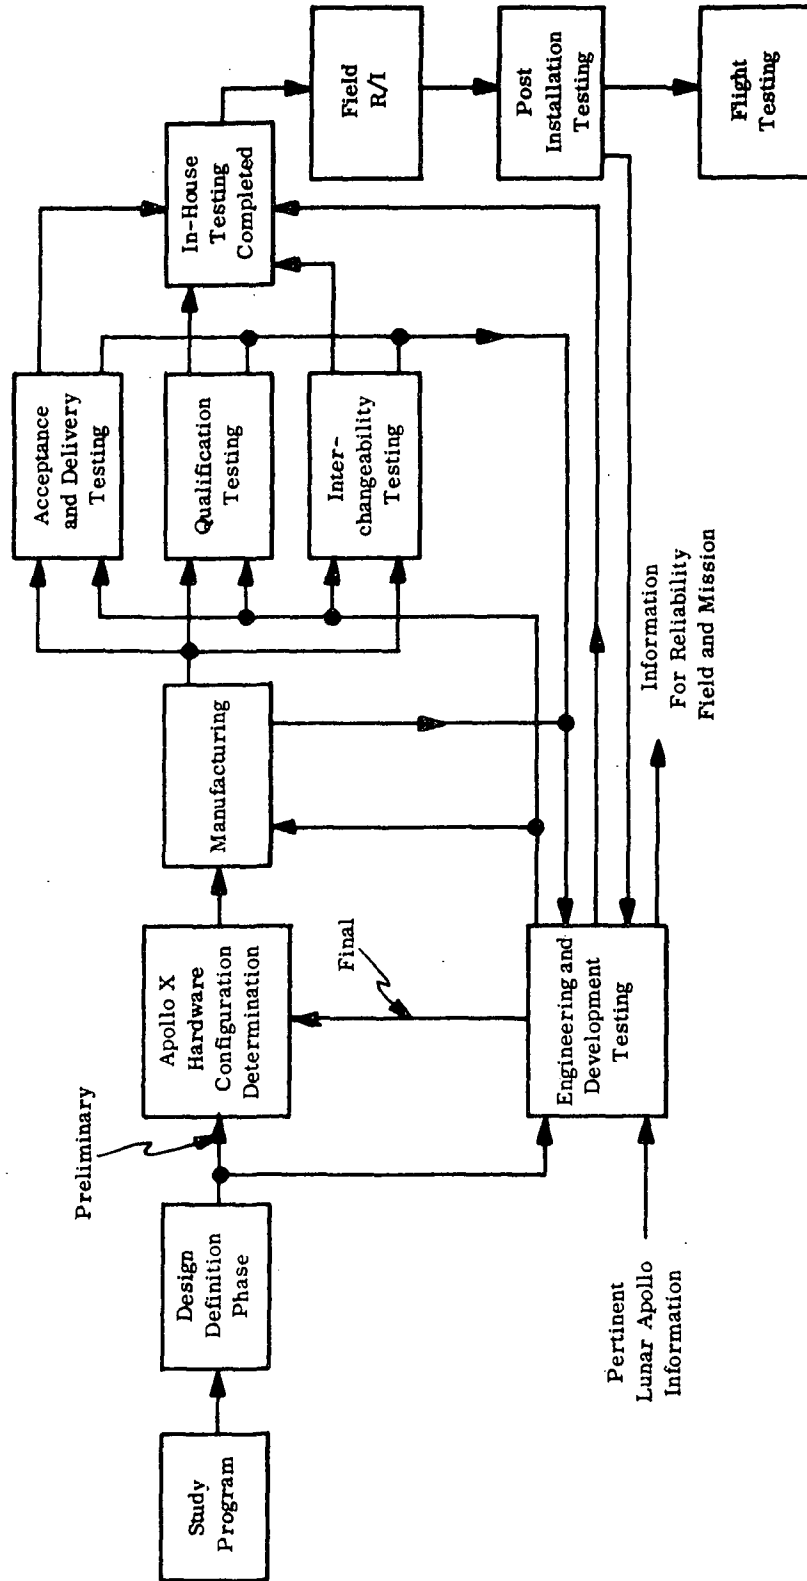 Study
Program
Design
Definition
Phase
Preliminary
Apollo X
Hardware
Configuration
Determination
Final
Pertinent
Lunar Apollo
Information
Engineering and
Development
Testing
Manufacturing
Acceptance
and Delivery
Testing
Qualification
Testing
Inter-
changeability
Testing
Information
For Reliability
Field and Mission
In-House
Testing
Completed
Field
R/I
Post
Installation
Testing
Flight
Testing